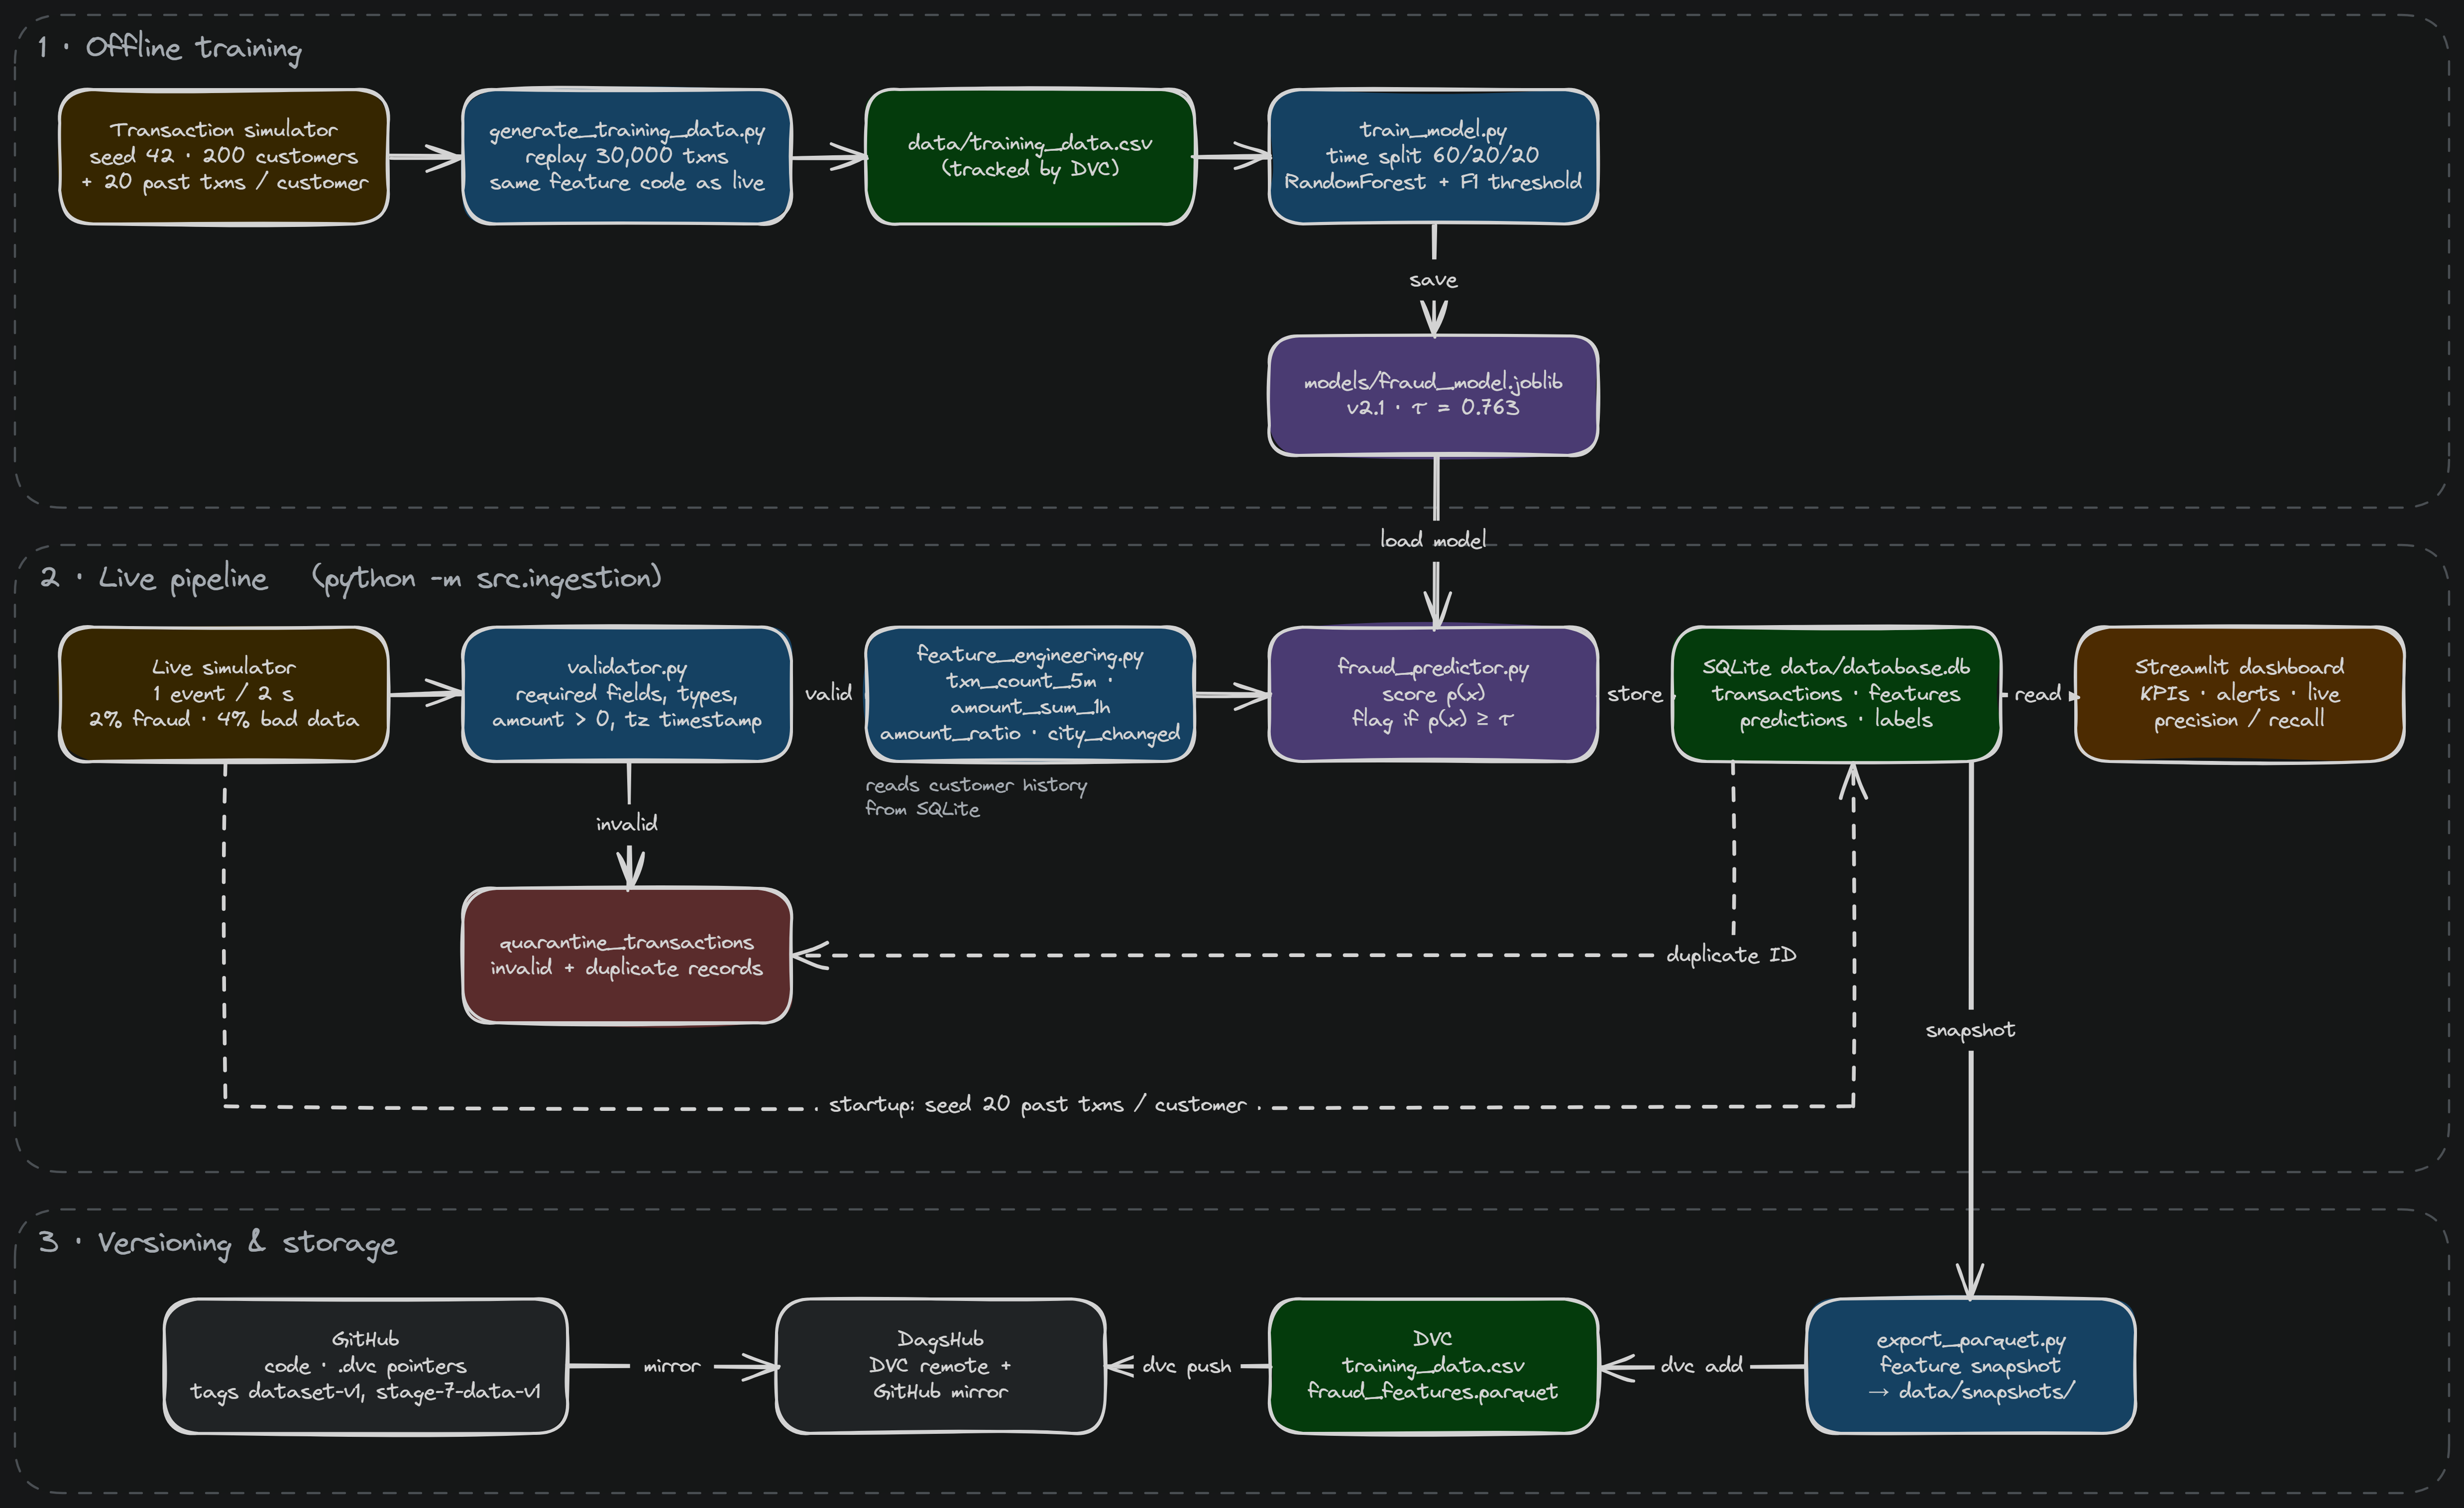 1 · Offline training
Transaction simulator
seed 42 · 200 customers
+ 20 past txns / customer
generate_training_data.py
replay 30,000 txns
same feature code as live
data/training_data.csv
(tracked by DVC)
train_model.py
time split 60/20/20
RandomForest + F1 threshold
save
models/fraud_model.joblib
v2.1 · τ = 0.763
load model
2 · Live pipeline (python -m src.ingestion)
Live simulator
1 event / 2 s
2% fraud · 4% bad data
validator.py
required fields, types,
amount > 0, tz timestamp
valid
feature_engineering.py
txn_count_5m ·
amount_sum_1h
amount_ratio · city_changed
reads customer history
from SQLite
fraud_predictor.py
score p(x)
flag if p(x) ≥ τ
store
SQLite data/database.db
transactions · features
predictions · labels
read
Streamlit dashboard
KPIs · alerts · live
precision / recall
invalid
quarantine_transactions
invalid + duplicate records
duplicate ID
snapshot
startup: seed 20 past txns / customer
3 · Versioning & storage
GitHub
code · .dvc pointers
tags dataset-v1, stage-7-data-v1
mirror
DagsHub
DVC remote +
GitHub mirror
dvc push
DVC
training_data.csv
fraud_features.parquet
dvc add
export_parquet.py
feature snapshot
→ data/snapshots/